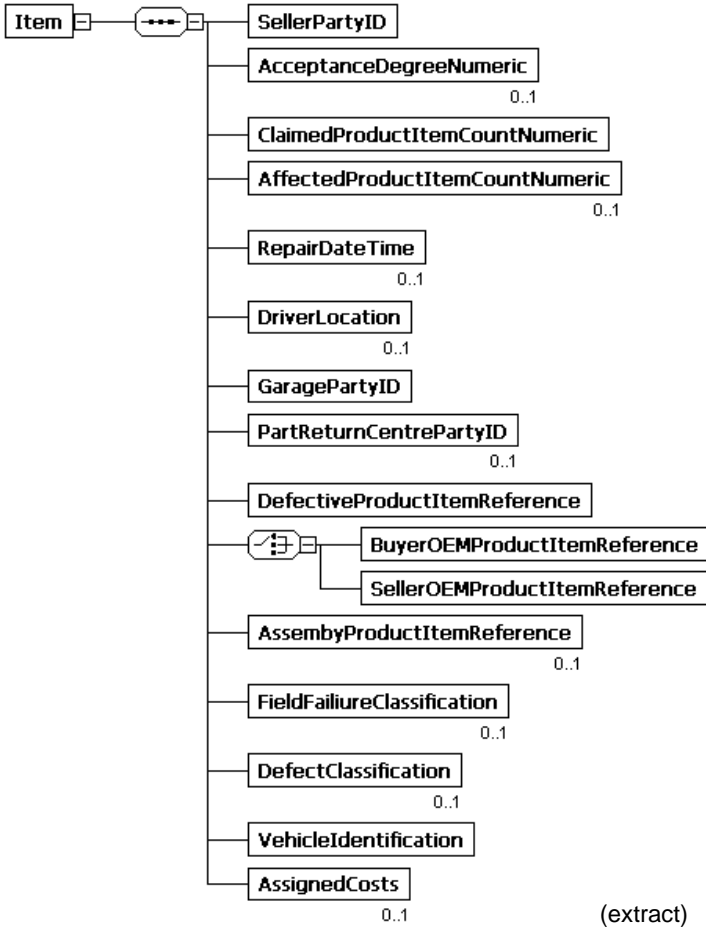 Item
SellerPartyID
AcceptanceDegreeNumeric
0..1
ClaimedProductItemCountNumeric
AffectedProductItemCountNumeric
0..1
RepairDateTime
0..1
DriverLocation
0..1
GaragePartyID
PartReturnCentrePartyID
0..1
DefectiveProductItemReference
BuyerOEMProductItemReference
SellerOEMProductItemReference
AssembyProductItemReference
0..1
FieldFailiureClassification
0..1
DefectClassification
0..1
VehicleIdentification
AssignedCosts
0..1
(extract)